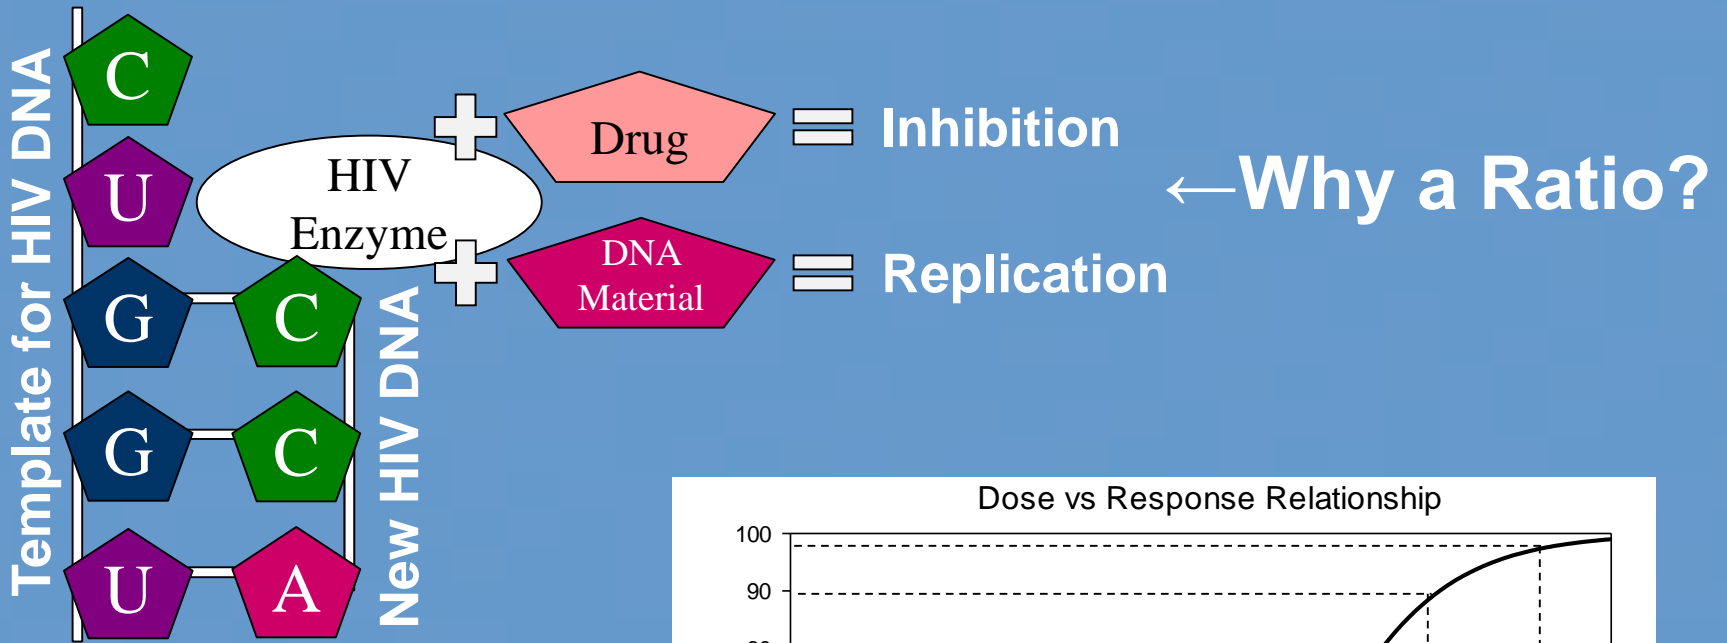 Template for HIV DNA
C
U
G
G
U
HIV
Enzyme
C
C
A
New HIV DNA
Drug
Inhibition
DNA
Material
Replication
←Why a Ratio?
Dose vs Response Relationship
100
90